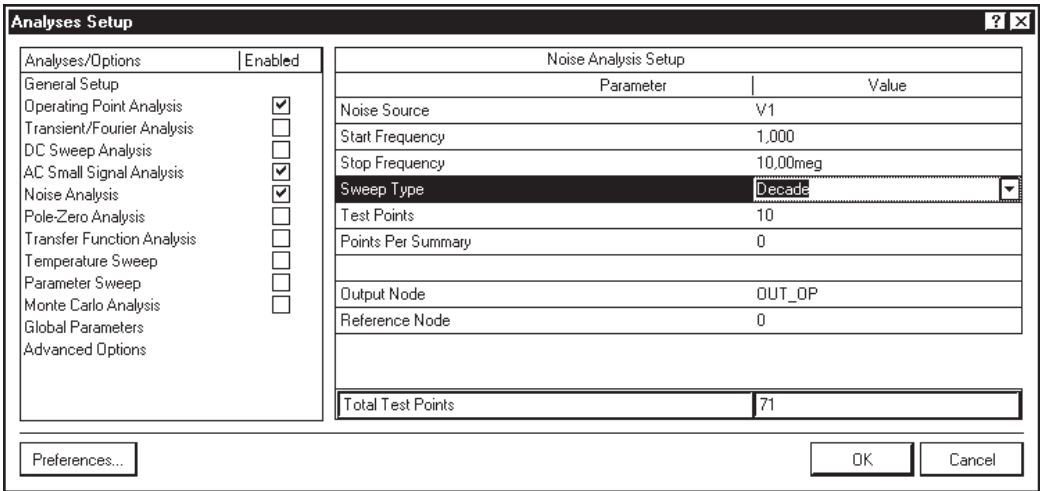 Analyses Setup
Analyses/Options Enabled
General Setup
Operating Point Analysis
Transient/Fourier Analysis
DC Sweep Analysis
AC Small Signal Analysis
Noise Analysis
Pole-Zero Analysis
Transfer Function Analysis
Temperature Sweep
Parameter Sweep
Monte Carlo Analysis
Global Parameters
Advanced Options
Noise Analysis Setup
Parameter Value
Noise Source V1
Start Frequency 1,000
Stop Frequency 10,00meg
Sweep Type Decade
Test Points 10
Points Per Summary 0
Output Node OUT_OP
Reference Node 0
Total Test Points 71
Preferences... OK Cancel